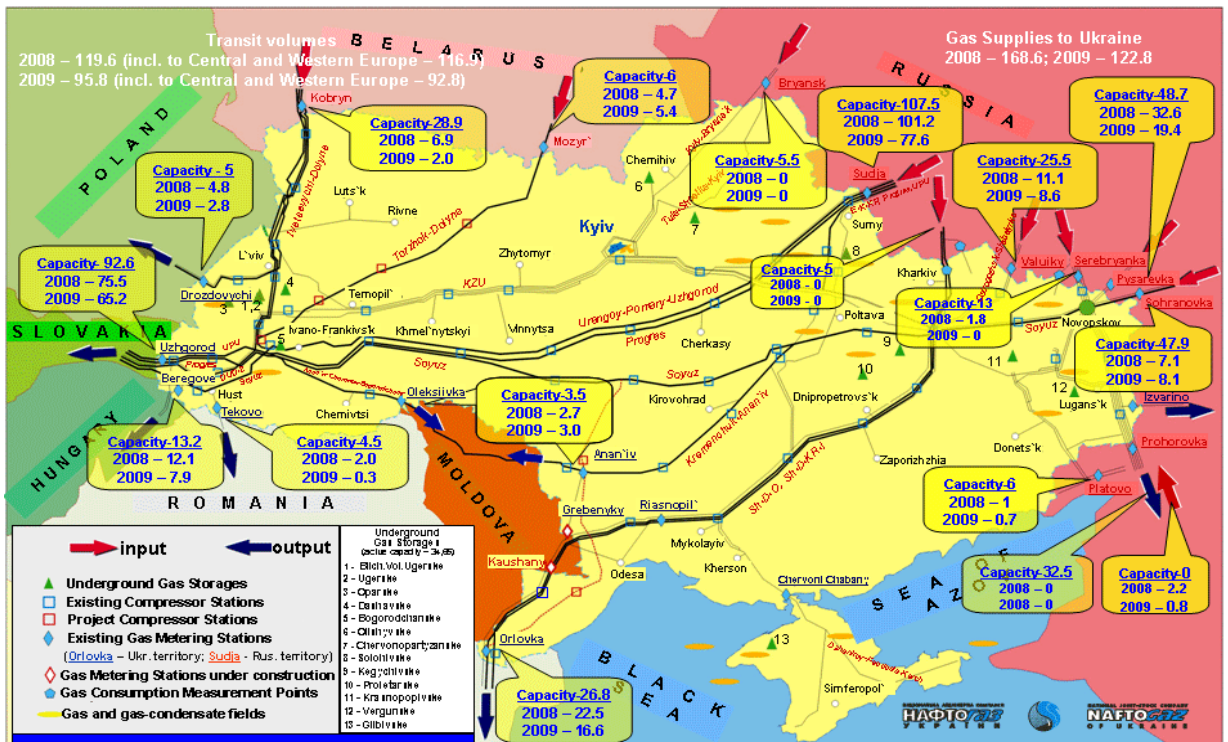 Transit volumes
2008 – 119.6 (incl. to Central and Western Europe – 116.9)
2009 – 95.8 (incl. to Central and Western Europe – 92.8)
BELARUS
Gas Supplies to Ukraine
2008 – 168.6; 2009 – 122.8
RUSSIA
POLAND
Kobryn
Capacity-28.9
2008 – 6.9
2009 – 2.0
Capacity-6
2008 – 4.7
2009 – 5.4
Mozyr`
Bryansk
Capacity-5.5
2008 – 0
2009 – 0
Capacity-107.5
2008 – 101.2
2009 – 77.6
Sudja
Capacity-48.7
2008 – 32.6
2009 – 19.4
Capacity-25.5
2008 – 11.1
2009 – 8.6
Capacity - 5
2008 – 4.8
2009 – 2.8
Chernihiv
6
7
8
Luts`k
Rivne
Kyiv
Sumy
Zhytomyr
L`viv
Ternopil`
Torzhok-Dolyne
KZU
Capacity- 92.6
2008 – 75.5
2009 – 65.2
Drozdovychi
3
1,2
4
5
Capacity-5
2008 – 0
2009 – 0
Kharkiv
Valuiky
Serebryanka
Pysarevka
Sohranovka
Capacity-13
2008 – 1.8
2009 – 0
Novopskov
Soyuz
SLOVAKIA
Uzhgorod
UPU
Progres
Soyuz
Ivano-Frankivs`k
Khmel`nytskyi
Vinnytsa
Urengoy-Pomary-Uzhgorod
Progres
Cherkasy
Poltava
9
10
11
12
Capacity-47.9
2008 – 7.1
2009 – 8.1
Beregove
Hust
Tekovo
Chernivtsi
Oleksiivka
Soyuz
Soyuz
Kirovohrad
Dnipropetrovs`k
Lugans`k
Izvarino
Capacity-3.5
2008 – 2.7
2009 – 3.0
Kremenchuk-Anan`iv
Donets`k
Zaporizhzhia
Prohorovka
Platovo
HUNGARY
Capacity-13.2
2008 – 12.1
2009 – 7.9
Capacity-4.5
2008 – 2.0
2009 – 0.3
ROMANIA
MOLDOVA
Anan`iv
Grebenyky
Riasnopil`
Mykolayiv
Kherson
Kaushany
Odesa
Chervoni Chabany
Capacity-6
2008 – 1
2009 – 0.7
Capacity-32.5
2008 – 0
2008 – 0
Capacity-0
2008 – 2.2
2009 – 0.8
SEA OF
AZOV
Orlovka
Capacity-26.8
2008 – 22.5
2009 – 16.6
BLACK
SEA
13
Simferopol`
input
output
Underground Gas Storages
Existing Compressor Stations
Project Compressor Stations
Existing Gas Metering Stations
(Orlovka – Ukr. territory; Sudja - Rus. territory)
Gas Metering Stations under construction
Gas Consumption Measurement Points
Gas and gas-condensate fields
Underground
Gas Storages
НАФТОГАЗ
УКРАЇНИ
NAFTOGAZ
OF UKRAINE